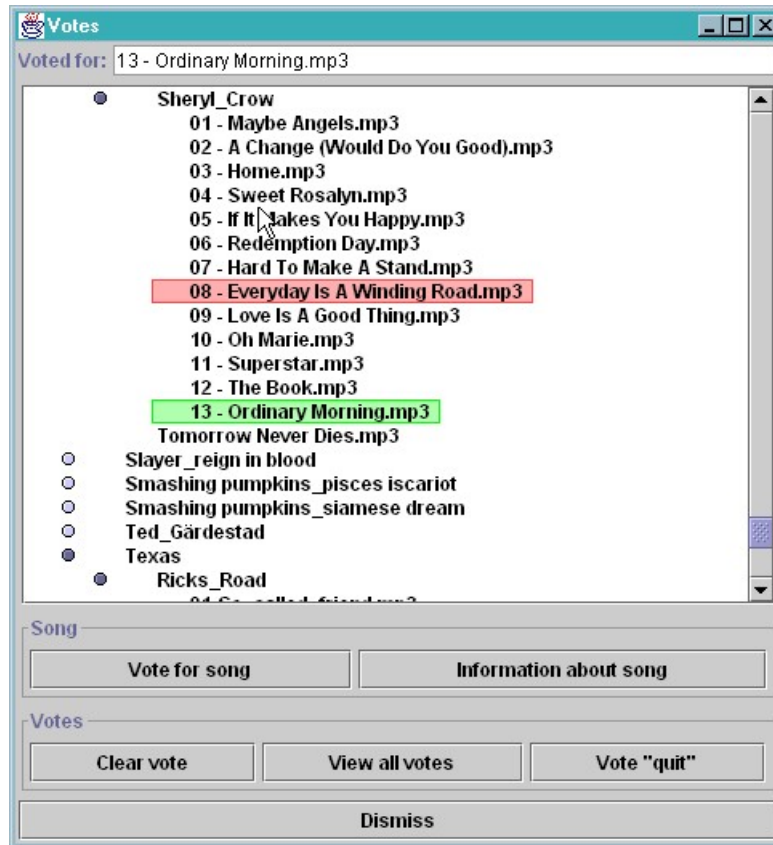 Votes
Voted for: 13 - Ordinary Morning.mp3
Sheryl_Crow
01 - Maybe Angels.mp3
02 - A Change (Would Do You Good).mp3
03 - Home.mp3
04 - Sweet Rosalyn.mp3
05 - If It Makes You Happy.mp3
06 - Redemption Day.mp3
07 - Hard To Make A Stand.mp3
08 - Everyday Is A Winding Road.mp3
09 - Love Is A Good Thing.mp3
10 - Oh Marie.mp3
11 - Superstar.mp3
12 - The Book.mp3
13 - Ordinary Morning.mp3
Tomorrow Never Dies.mp3
Slayer_reign in blood
Smashing pumpkins_pisces iscariot
Smashing pumpkins_siamese dream
Ted_Gärdestad
Texas
Ricks_Road
Song
Vote for song Information about song
Votes
Clear vote View all votes Vote "quit"
Dismiss